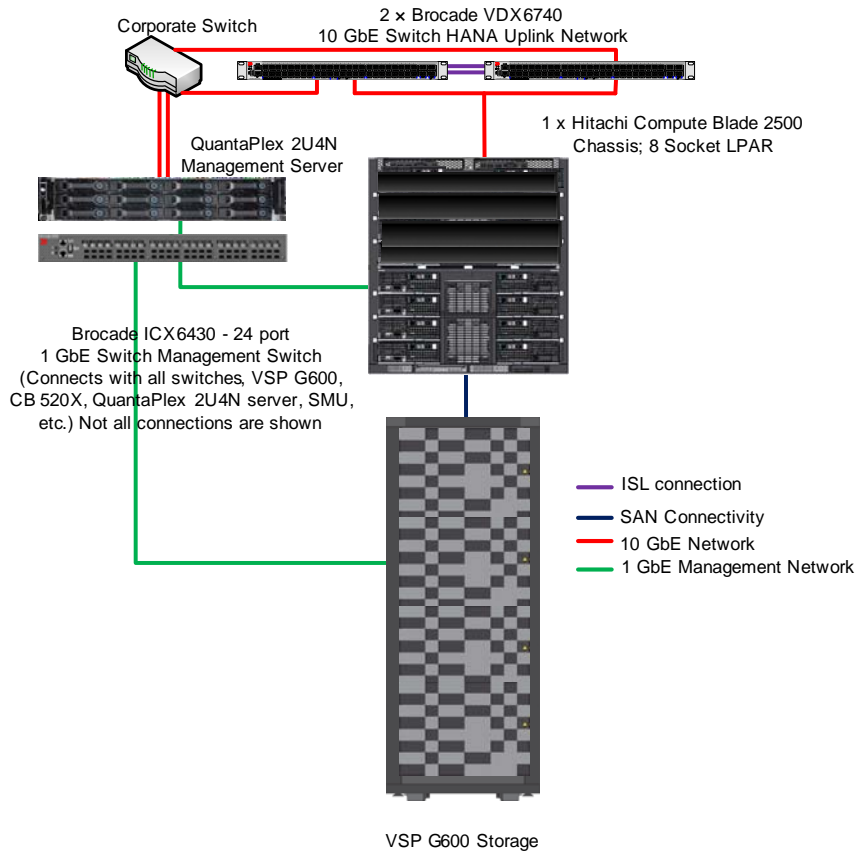 Corporate Switch
2 × Brocade VDX6740
10 GbE Switch HANA Uplink Network
QuantaPlex 2U4N
Management Server
1 x Hitachi Compute Blade 2500
Chassis; 8 Socket LPAR
Brocade ICX6430 - 24 port
1 GbE Switch Management Switch
(Connects with all switches, VSP G600,
CB 520X, QuantaPlex 2U4N server, SMU,
etc.) Not all connections are shown
ISL connection
SAN Connectivity
10 GbE Network
1 GbE Management Network
VSP G600 Storage